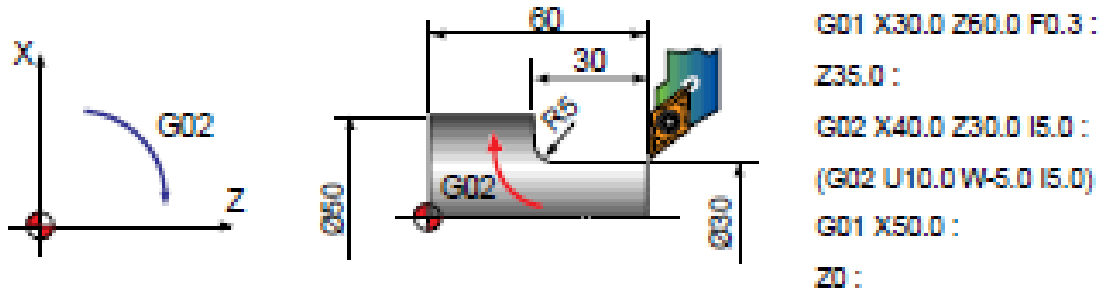 X
G02
Z
60
30
R5
G02
Ø50
Ø30
G01 X30.0 Z60.0 F0.3 :
Z35.0 :
G02 X40.0 Z30.0 I5.0 :
(G02 U10.0 W-5.0 I5.0)
G01 X50.0 :
Z0 :